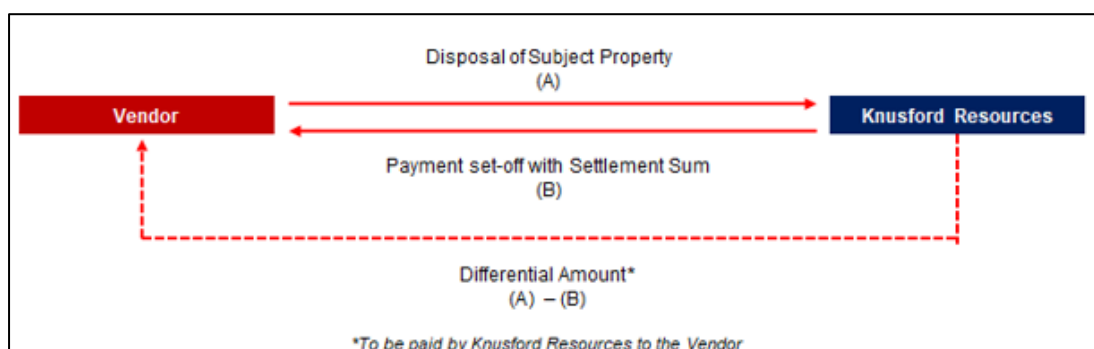 Disposal of Subject Property
(A)
Vendor
Knusford Resources
Payment set-off with Settlement Sum
(B)
Differential Amount*
(A) – (B)
*To be paid by Knusford Resources to the Vendor